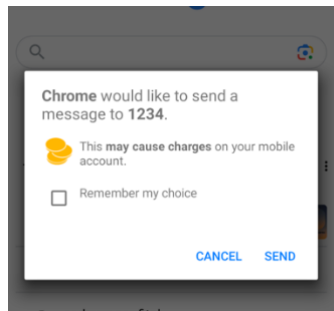 Chrome would like to send a
message to 1234.
This may cause charges on your mobile
account.
Remember my choice
CANCEL SEND